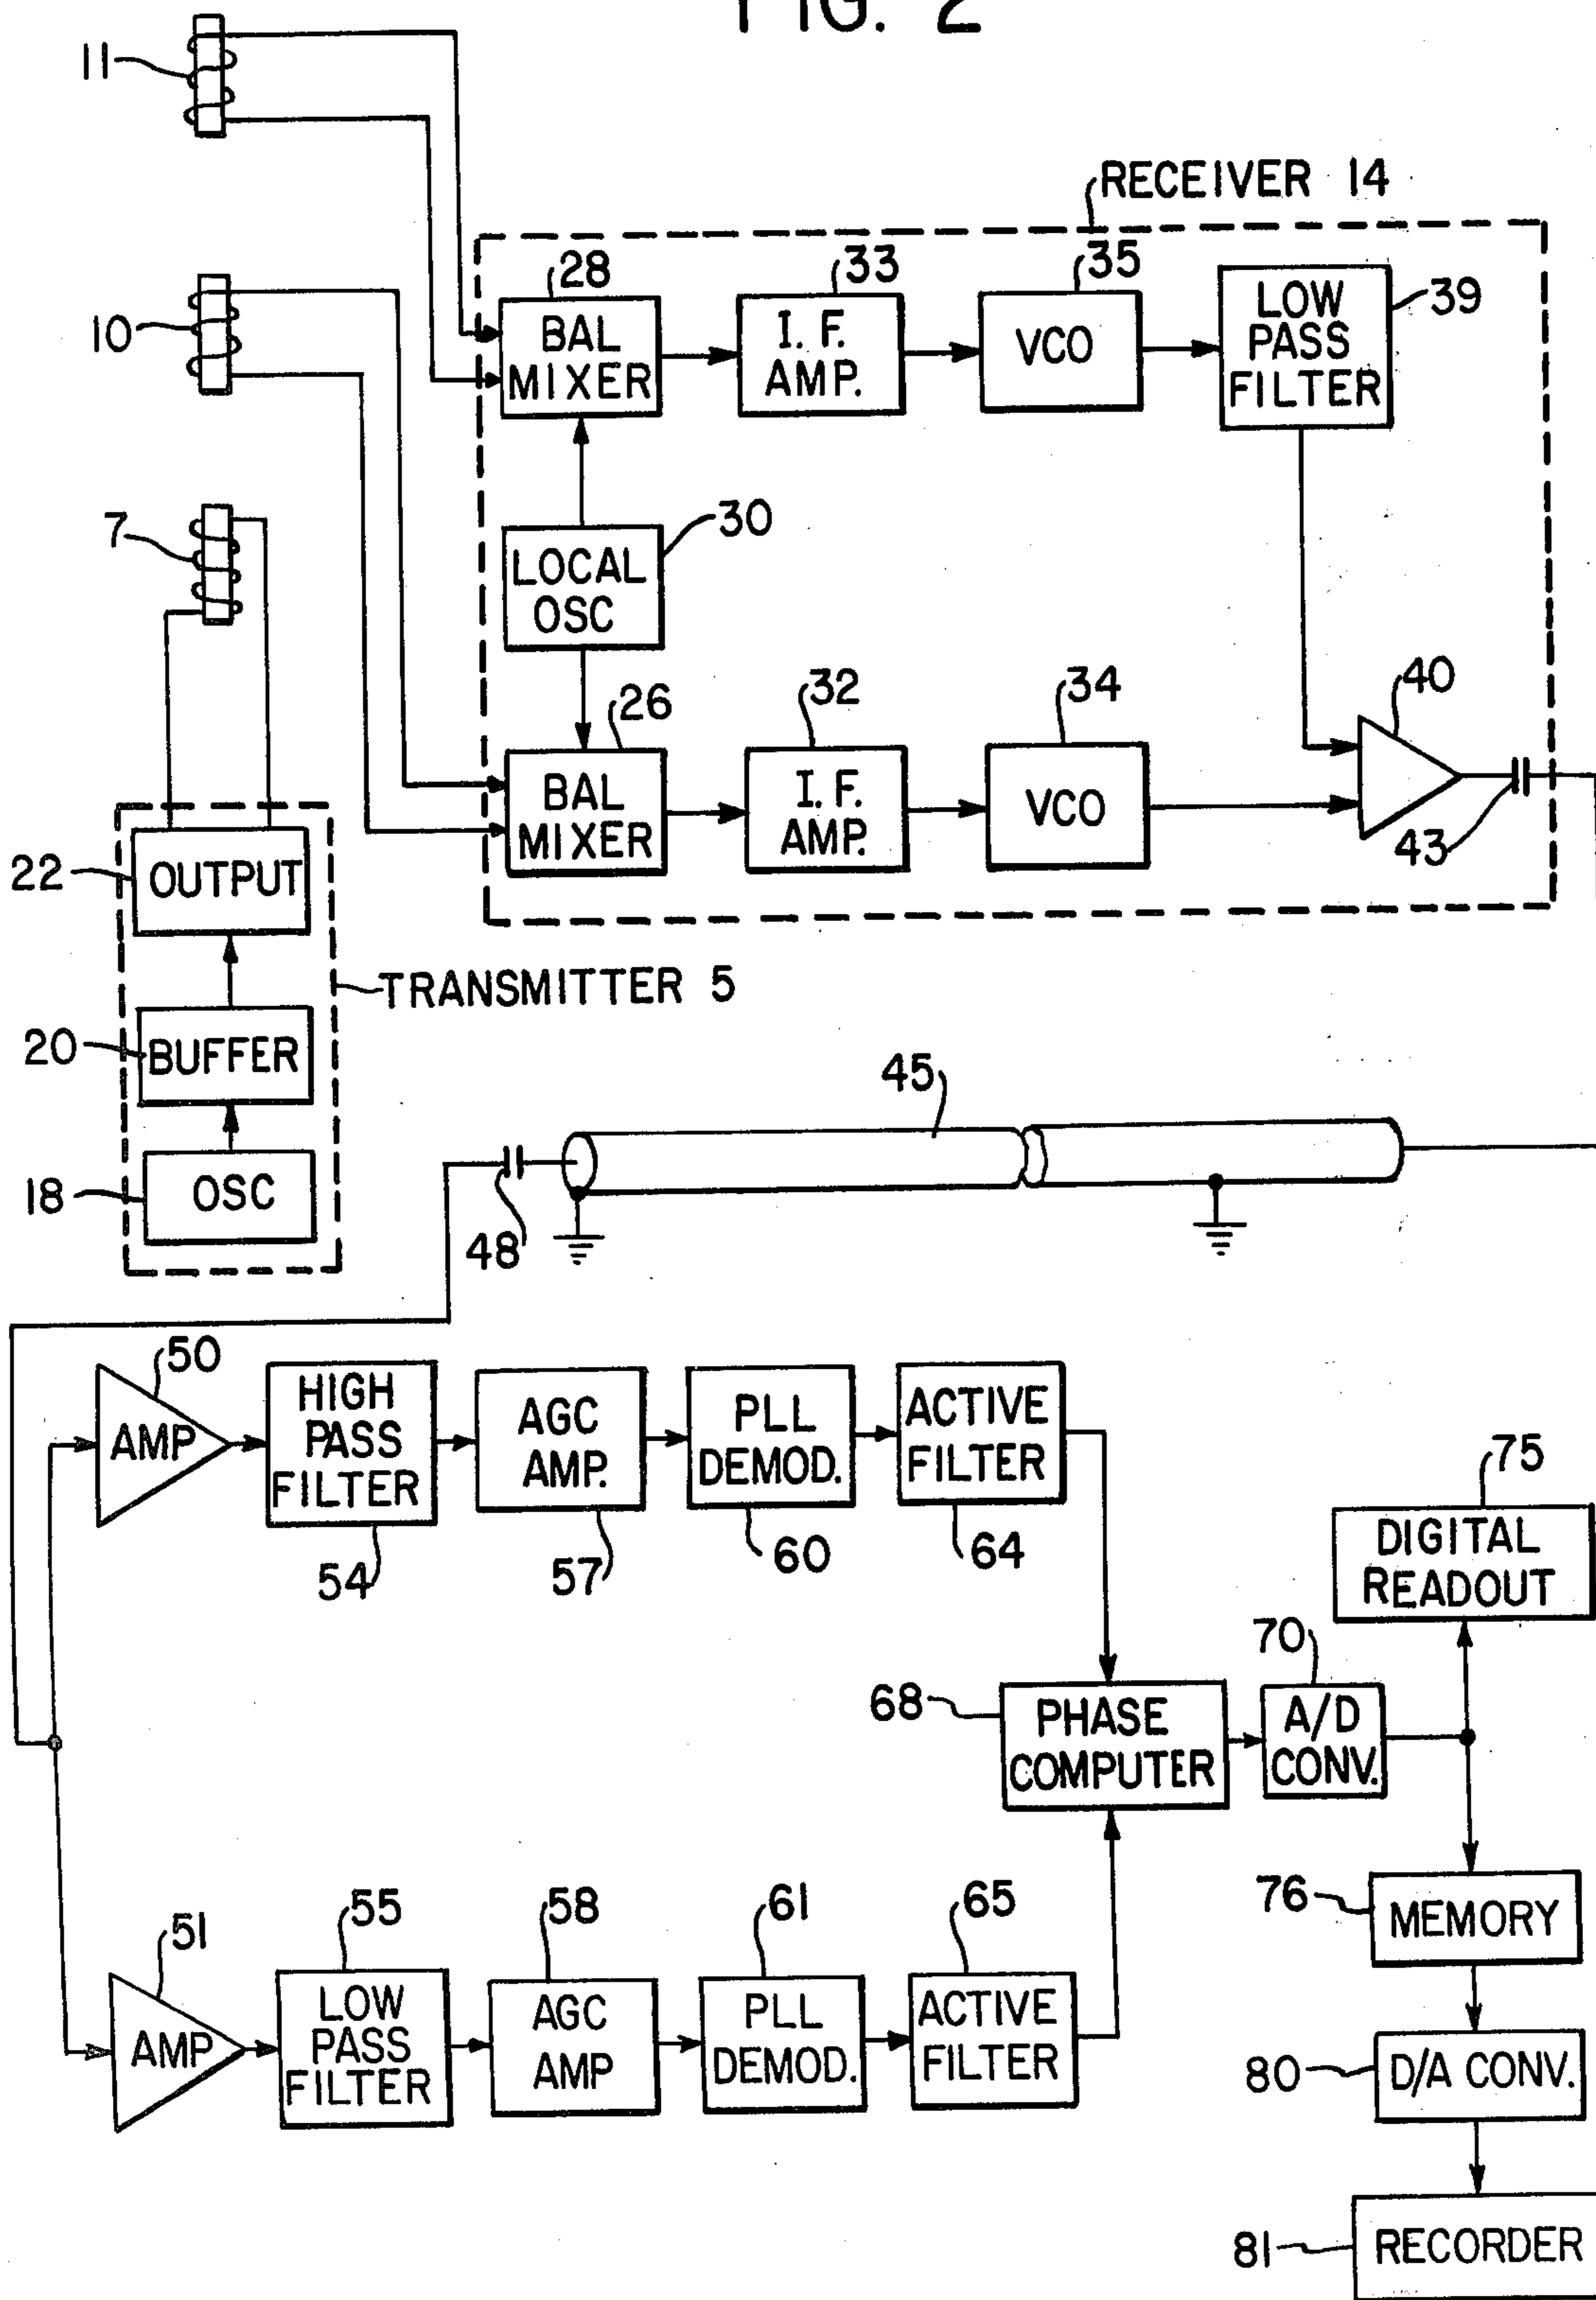 FIG. 2
11
RECEIVER 14
28
33
35
39
BAL
MIXER
I. F.
AMP.
VCO
LOW
PASS
FILTER
10
7
30
LOCAL
OSC
26
32
34
40
BAL
MIXER
I. F.
AMP.
VCO
43
22
OUTPUT
TRANSMITTER 5
20
BUFFER
45
18
OSC
48
50
AMP
HIGH
PASS
FILTER
AGC
AMP.
PLL
DEMOD.
ACTIVE
FILTER
54
57
60
64
75
DIGITAL
READOUT
70
68
PHASE
COMPUTER
A/D
CONV.
76
MEMORY
51
55
58
61
65
AMP
LOW
PASS
FILTER
AGC
AMP
PLL
DEMOD.
ACTIVE
FILTER
80
D/A CONV.
81
RECORDER